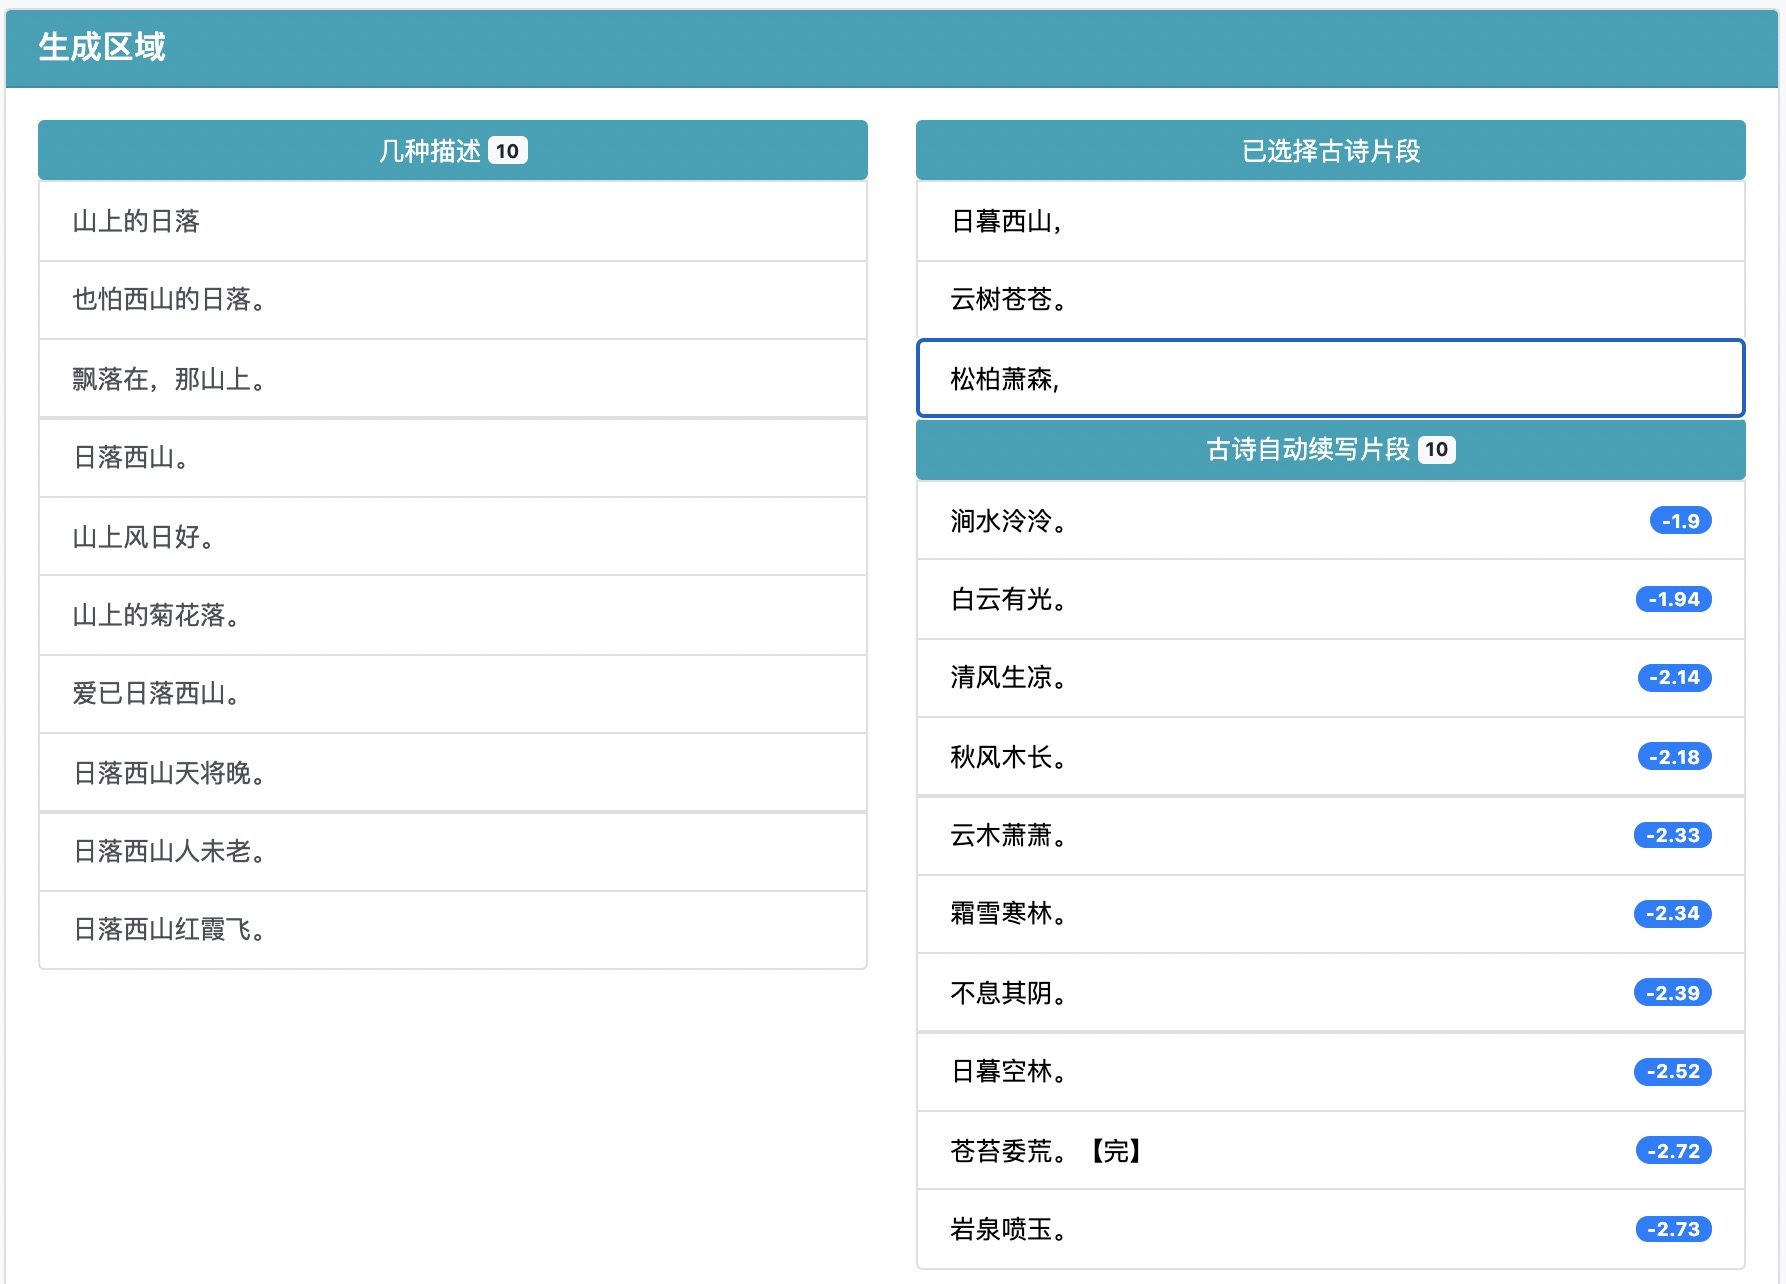 生成区域
几种描述 10
山上的日落
也怕西山的日落。
飘落在，那山上。
日落西山。
山上风日好。
山上的菊花落。
爱已日落西山。
日落西山天将晚。
日落西山人未老。
日落西山红霞飞。
已选择古诗片段
日暮西山，
云树苍苍。
松柏萧森，
古诗自动续写片段 10
涧水泠泠。 -1.9
白云有光。 -1.94
清风生凉。 -2.14
秋风木长。 -2.18
云木萧萧。 -2.33
霜雪寒林。 -2.34
不息其阴。 -2.39
日暮空林。 -2.52
苍苔委荒。【完】 -2.72
岩泉喷玉。 -2.73